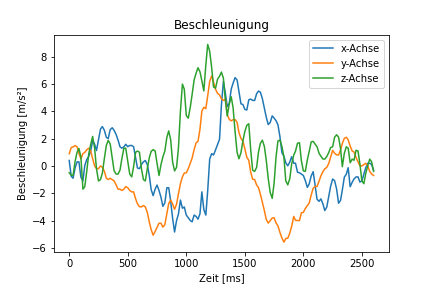 Beschleunigung
x-Achse
y-Achse
z-Achse
Beschleunigung [m/s²]
8
6
4
2
0
−2
−4
−6
0 500 1000 1500 2000 2500
Zeit [ms]